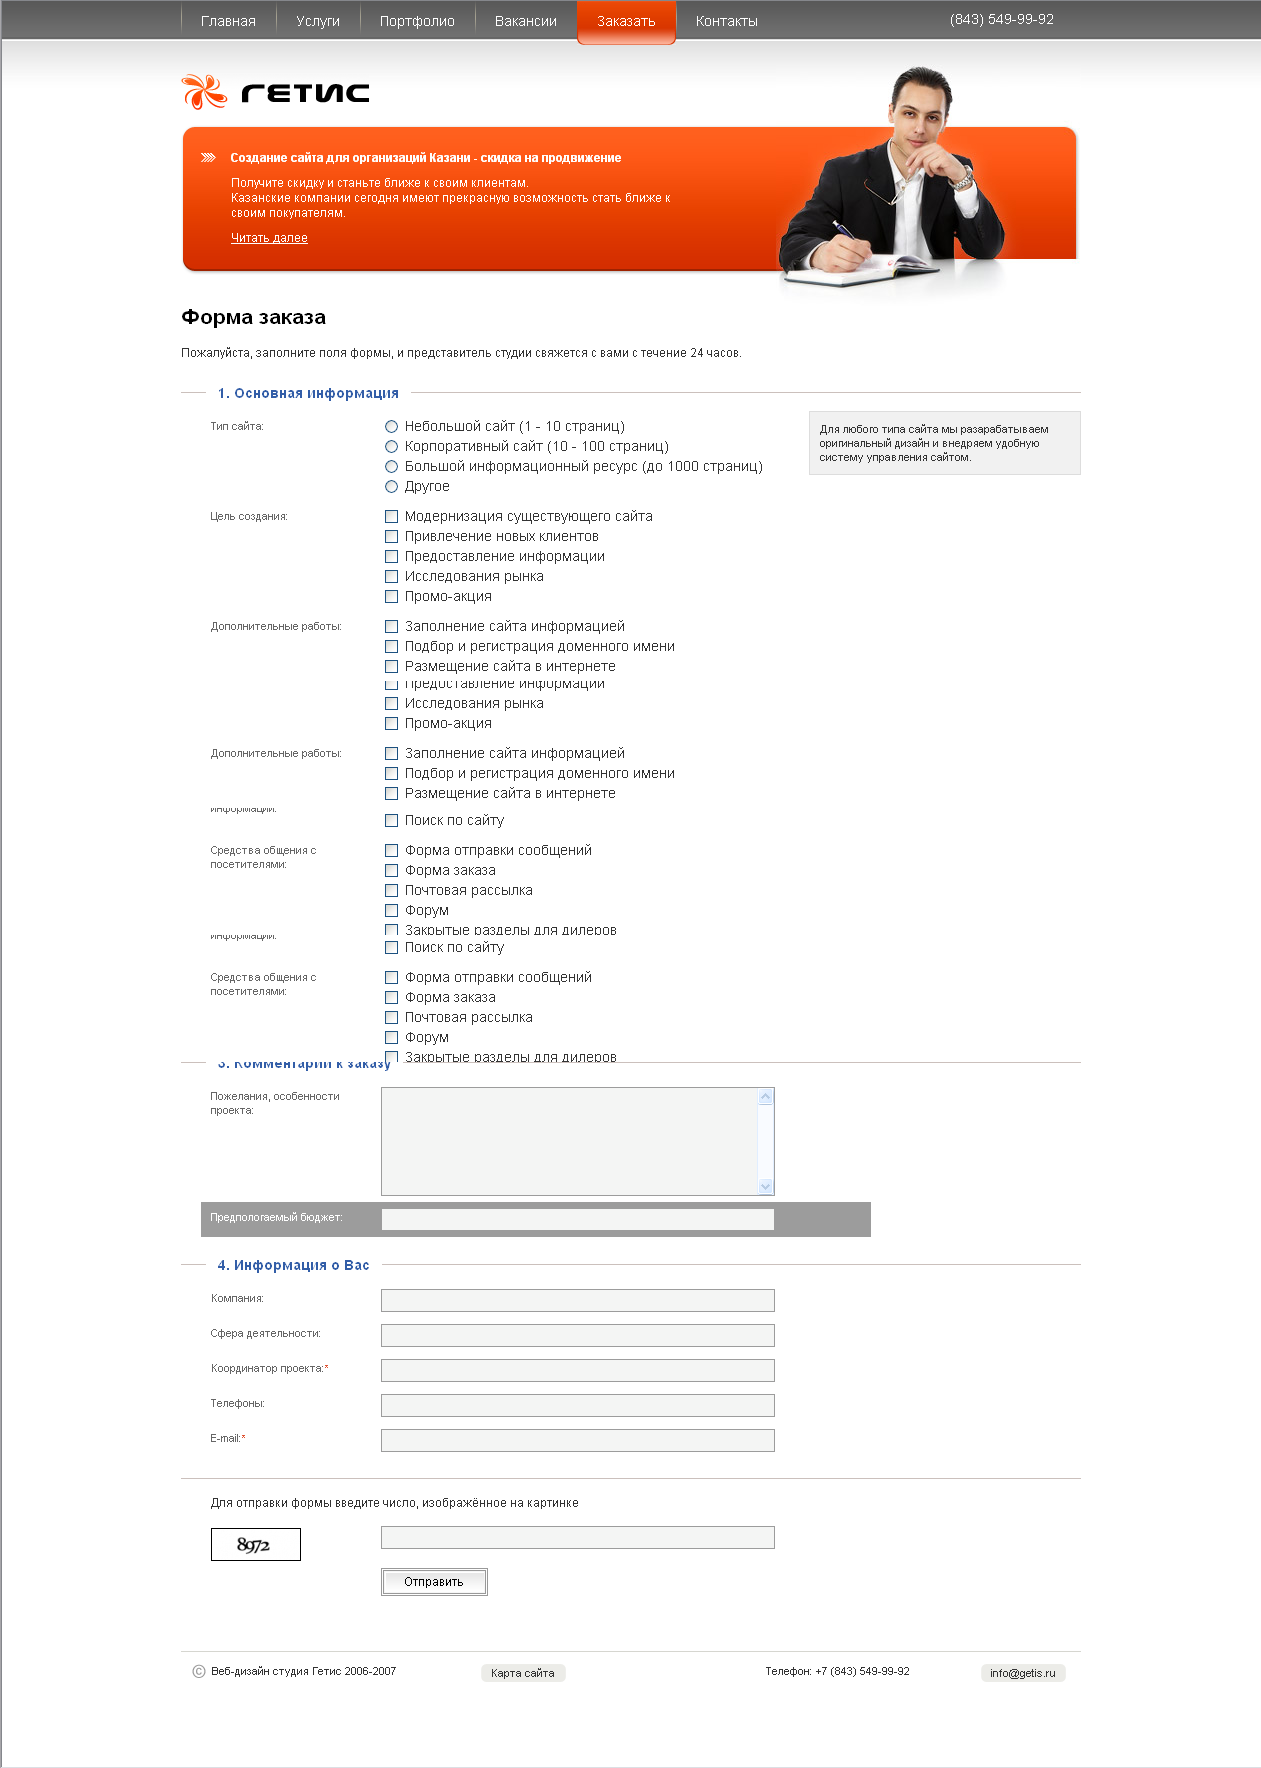 Главная Услуги Портфолио Вакансии Заказать Контакты (843) 549-99-92
ГЕТИС
Создание сайта для организаций Казани - скидка на продвижение
Получите скидку и станьте ближе к своим клиентам.
Казанские компании сегодня имеют прекрасную возможность стать ближе к
своим покупателям.
Читать далее
Форма заказа
Пожалуйста, заполните поля формы, и представитель студии свяжется с вами с течение 24 часов.
1. Основная информация
Тип сайта:
Небольшой сайт (1 - 10 страниц)
Корпоративный сайт (10 - 100 страниц)
Большой информационный ресурс (до 1000 страниц)
Другое
Для любого типа сайта мы разарабатываем
оригинальный дизайн и внедряем удобную
систему управления сайтом.
Цель создания:
Модернизация существующего сайта
Привлечение новых клиентов
Предоставление информации
Исследования рынка
Промо-акция
Дополнительные работы:
Заполнение сайта информацией
Подбор и регистрация доменного имени
Размещение сайта в интернете
Предоставление информации
Исследования рынка
Промо-акция
Дополнительные работы:
Заполнение сайта информацией
Подбор и регистрация доменного имени
Размещение сайта в интернете
информации:
Поиск по сайту
Средства общения с
посетителями:
Форма отправки сообщений
Форма заказа
Почтовая рассылка
Форум
Закрытые разделы для дилеров
информации:
Поиск по сайту
Средства общения с
посетителями:
Форма отправки сообщений
Форма заказа
Почтовая рассылка
Форум
Закрытые разделы для дилеров
3. Комментарии к заказу
Пожелания, особенности
проекта:
Предпологаемый бюджет:
4. Информация о Вас
Компания:
Сфера деятельности:
Координатор проекта:*
Телефоны:
E-mail:*
Для отправки формы введите число, изображённое на картинке
8972
Отправить
© Веб-дизайн студия Гетис 2006-2007 Карта сайта Телефон: +7 (843) 549-99-92 info@getis.ru